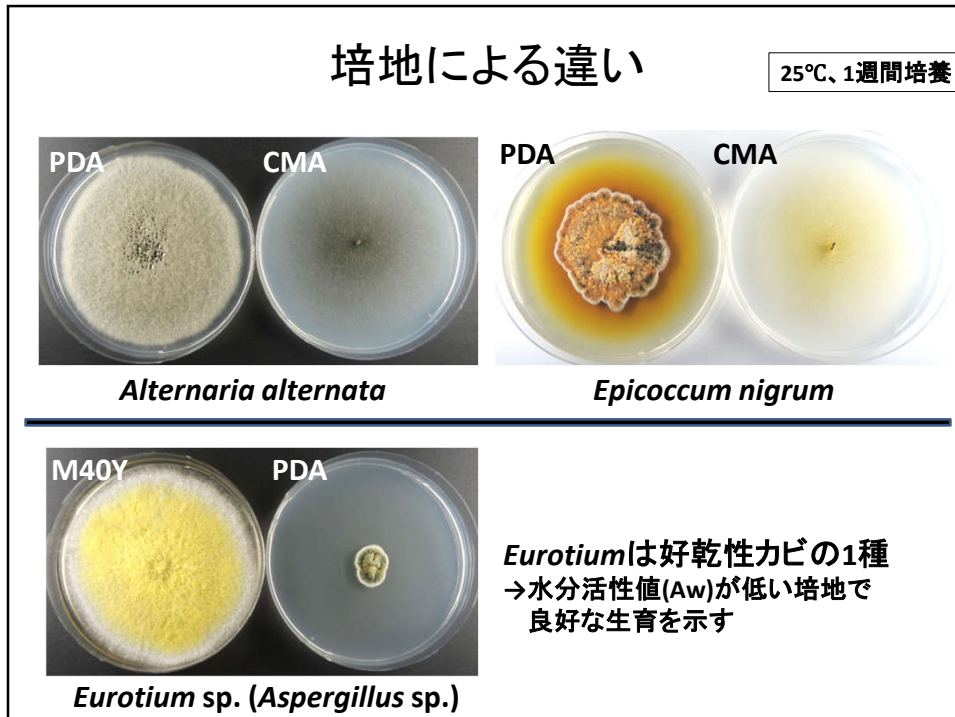 培地による違い
25℃、1週間培養
PDA
CMA
PDA
CMA
Alternaria alternata
Epicoccum nigrum
M40Y
PDA
Eurotiumは好乾性カビの1種
→水分活性値(Aw)が低い培地で
良好な生育を示す
Eurotium sp. (Aspergillus sp.)